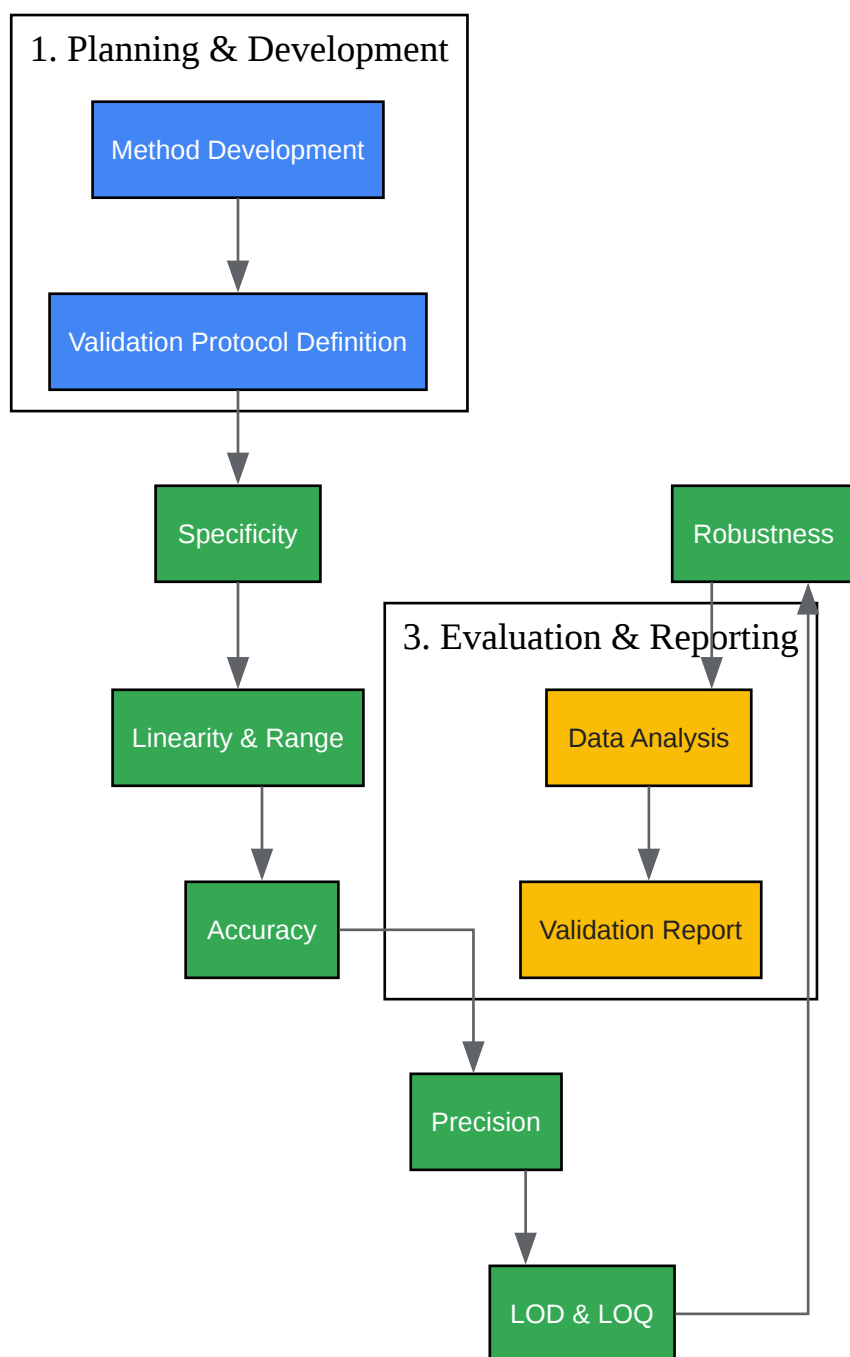 1. Planning & Development
Method Development
Validation Protocol Definition
Specificity
Robustness
3. Evaluation & Reporting
Linearity & Range
Data Analysis
Accuracy
Validation Report
Precision
LOD & LOQ